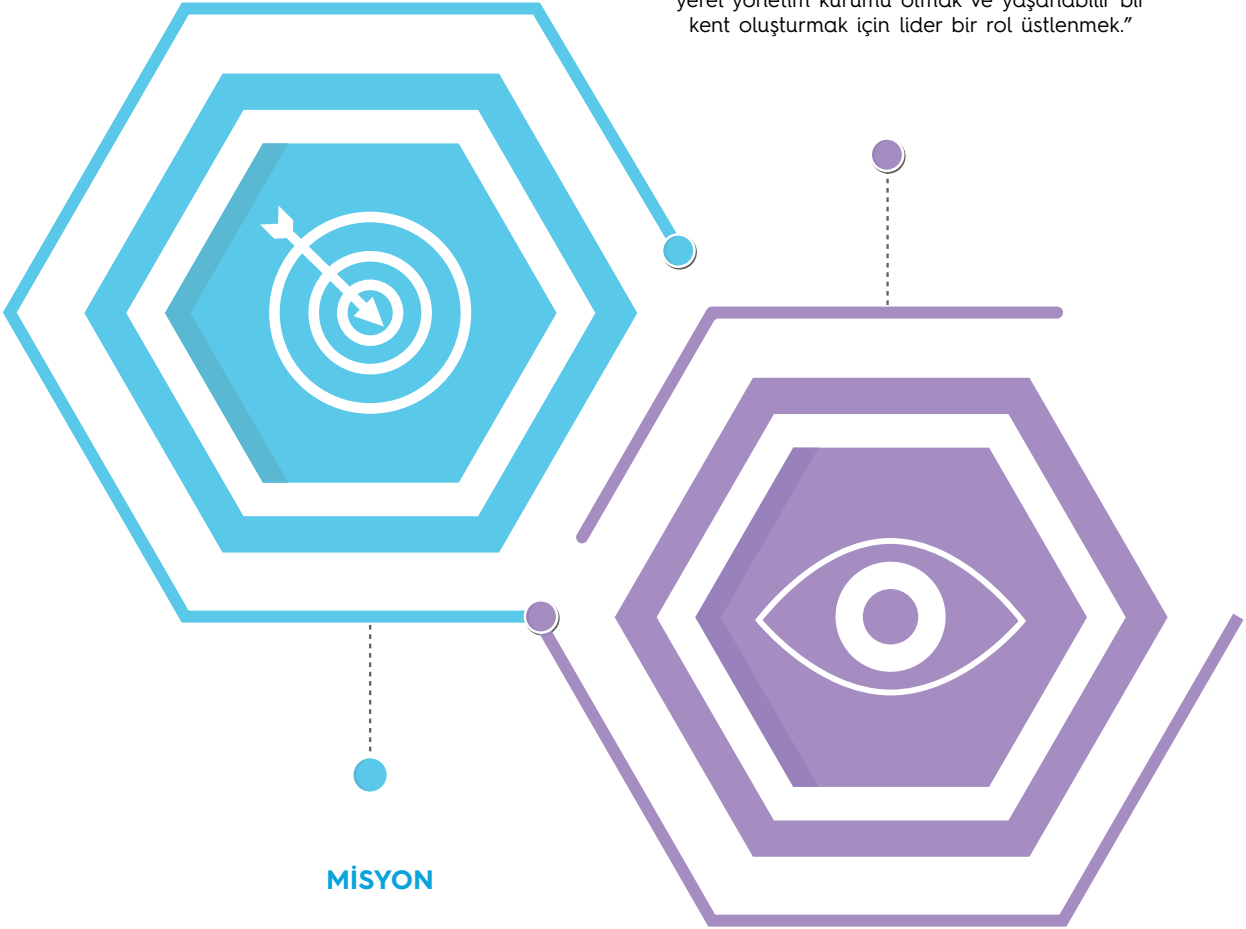 yerel yönetim kurumu olmak ve yaşanabilir bir
kent oluşturmak için lider bir rol üstlenmek.”
MİSYON